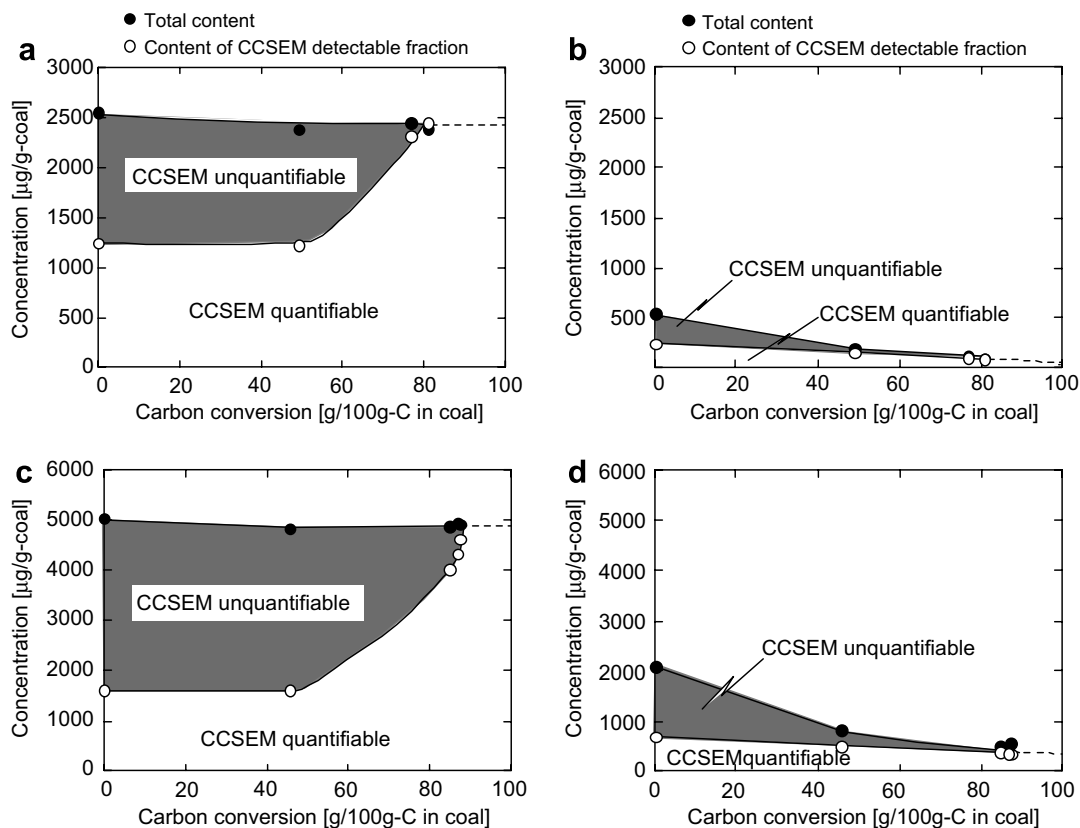 ● Total content
○ Content of CCSEM detectable fraction
a
3000
2500
2000
1500
1000
500
0
Concentration [µg/g-coal]
CCSEM unquantifiable
CCSEM quantifiable
0 20 40 60 80 100
Carbon conversion [g/100g-C in coal]
● Total content
○ Content of CCSEM detectable fraction
b
3000
2500
2000
1500
1000
500
0
Concentration [µg/g-coal]
CCSEM unquantifiable
CCSEM quantifiable
0 20 40 60 80 100
Carbon conversion [g/100g-C in coal]
c
6000
5000
4000
3000
2000
1000
0
Concentration [µg/g-coal]
CCSEM unquantifiable
CCSEM quantifiable
0 20 40 60 80 100
Carbon conversion [g/100g-C in coal]
d
6000
5000
4000
3000
2000
1000
0
Concentration [µg/g-coal]
CCSEM unquantifiable
CCSEMquantifiable
0 20 40 60 80 100
Carbon conversion [g/100g-C in coal]